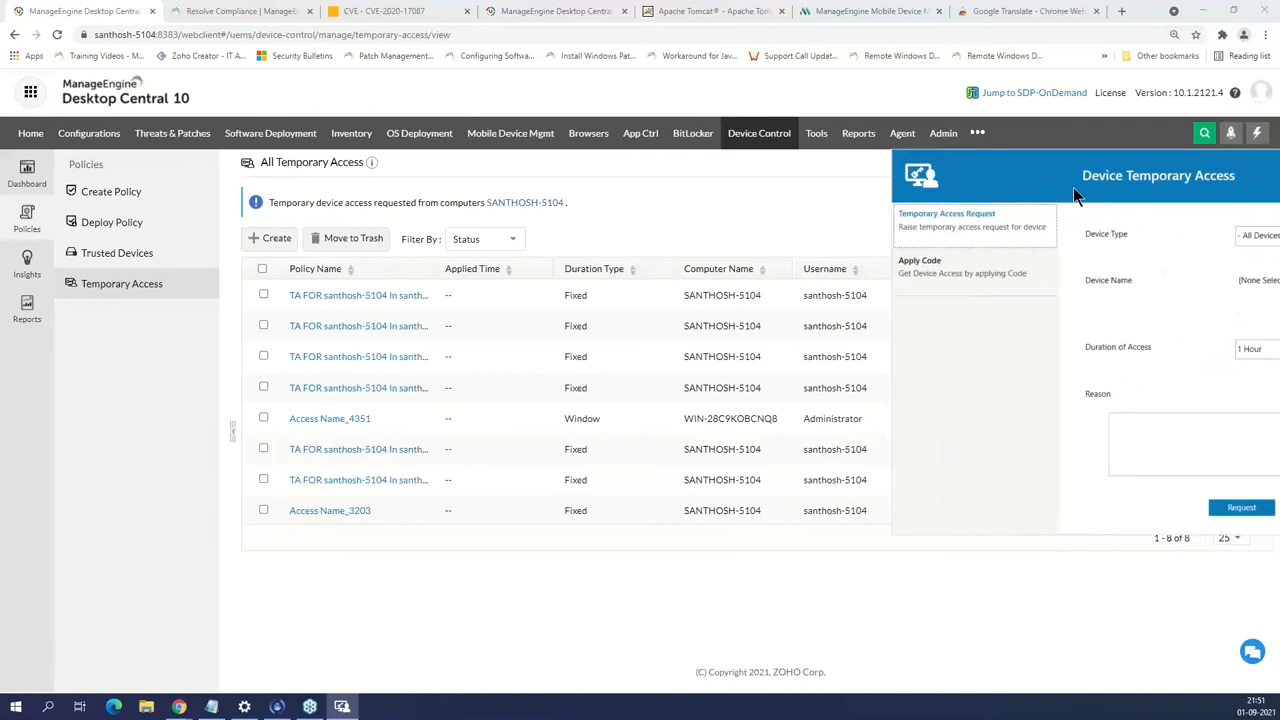 ManageEngine Desktop Central
Resolve Compliance | ManageE
CVE - CVE-2020-17087
ManageEngine Desktop Central
Apache Tomcat® - Apache Tom
ManageEngine Mobile Device M
Google Translate - Chrome Web
santhosh-5104:8383/webclient#/uems/device-control/manage/temporary-access/view
Apps
Training Videos - M...
Zoho Creator - IT A...
Security Bulletins
Patch Management...
Configuring Softwar...
Install Windows Pat...
Workaround for Jav...
Support Call Updat...
Remote Windows D...
Remote Windows D...
Other bookmarks
Reading list
ManageEngine
Desktop Central 10
Jump to SDP-OnDemand
License
Version : 10.1.2121.4
Home
Configurations
Threats & Patches
Software Deployment
Inventory
OS Deployment
Mobile Device Mgmt
Browsers
App Ctrl
BitLocker
Device Control
Tools
Reports
Agent
Admin
Dashboard
Policies
Insights
Reports
Policies
Create Policy
Deploy Policy
Trusted Devices
Temporary Access
All Temporary Access
Temporary device access requested from computers SANTHOSH-5104 .
Create
Move to Trash
Filter By :
Status
Policy Name Applied Time Duration Type Computer Name Username
TA FOR santhosh-5104 In santh... -- Fixed SANTHOSH-5104 santhosh-5104
TA FOR santhosh-5104 In santh... -- Fixed SANTHOSH-5104 santhosh-5104
TA FOR santhosh-5104 In santh... -- Fixed SANTHOSH-5104 santhosh-5104
TA FOR santhosh-5104 In santh... -- Fixed SANTHOSH-5104 santhosh-5104
Access Name_4351 -- Window WIN-28C9KOBCNQ8 Administrator
TA FOR santhosh-5104 In santh... -- Fixed SANTHOSH-5104 santhosh-5104
TA FOR santhosh-5104 In santh... -- Fixed SANTHOSH-5104 santhosh-5104
Access Name_3203 -- Fixed SANTHOSH-5104 santhosh-5104
1 - 8 of 8
25
Device Temporary Access
Temporary Access Request
Raise temporary access request for device
Apply Code
Get Device Access by applying Code
Device Type
- All Devices
Device Name
[None Selec
Duration of Access
1 Hour
Reason
Request
(C) Copyright 2021, ZOHO Corp.
21:51
01-09-2021